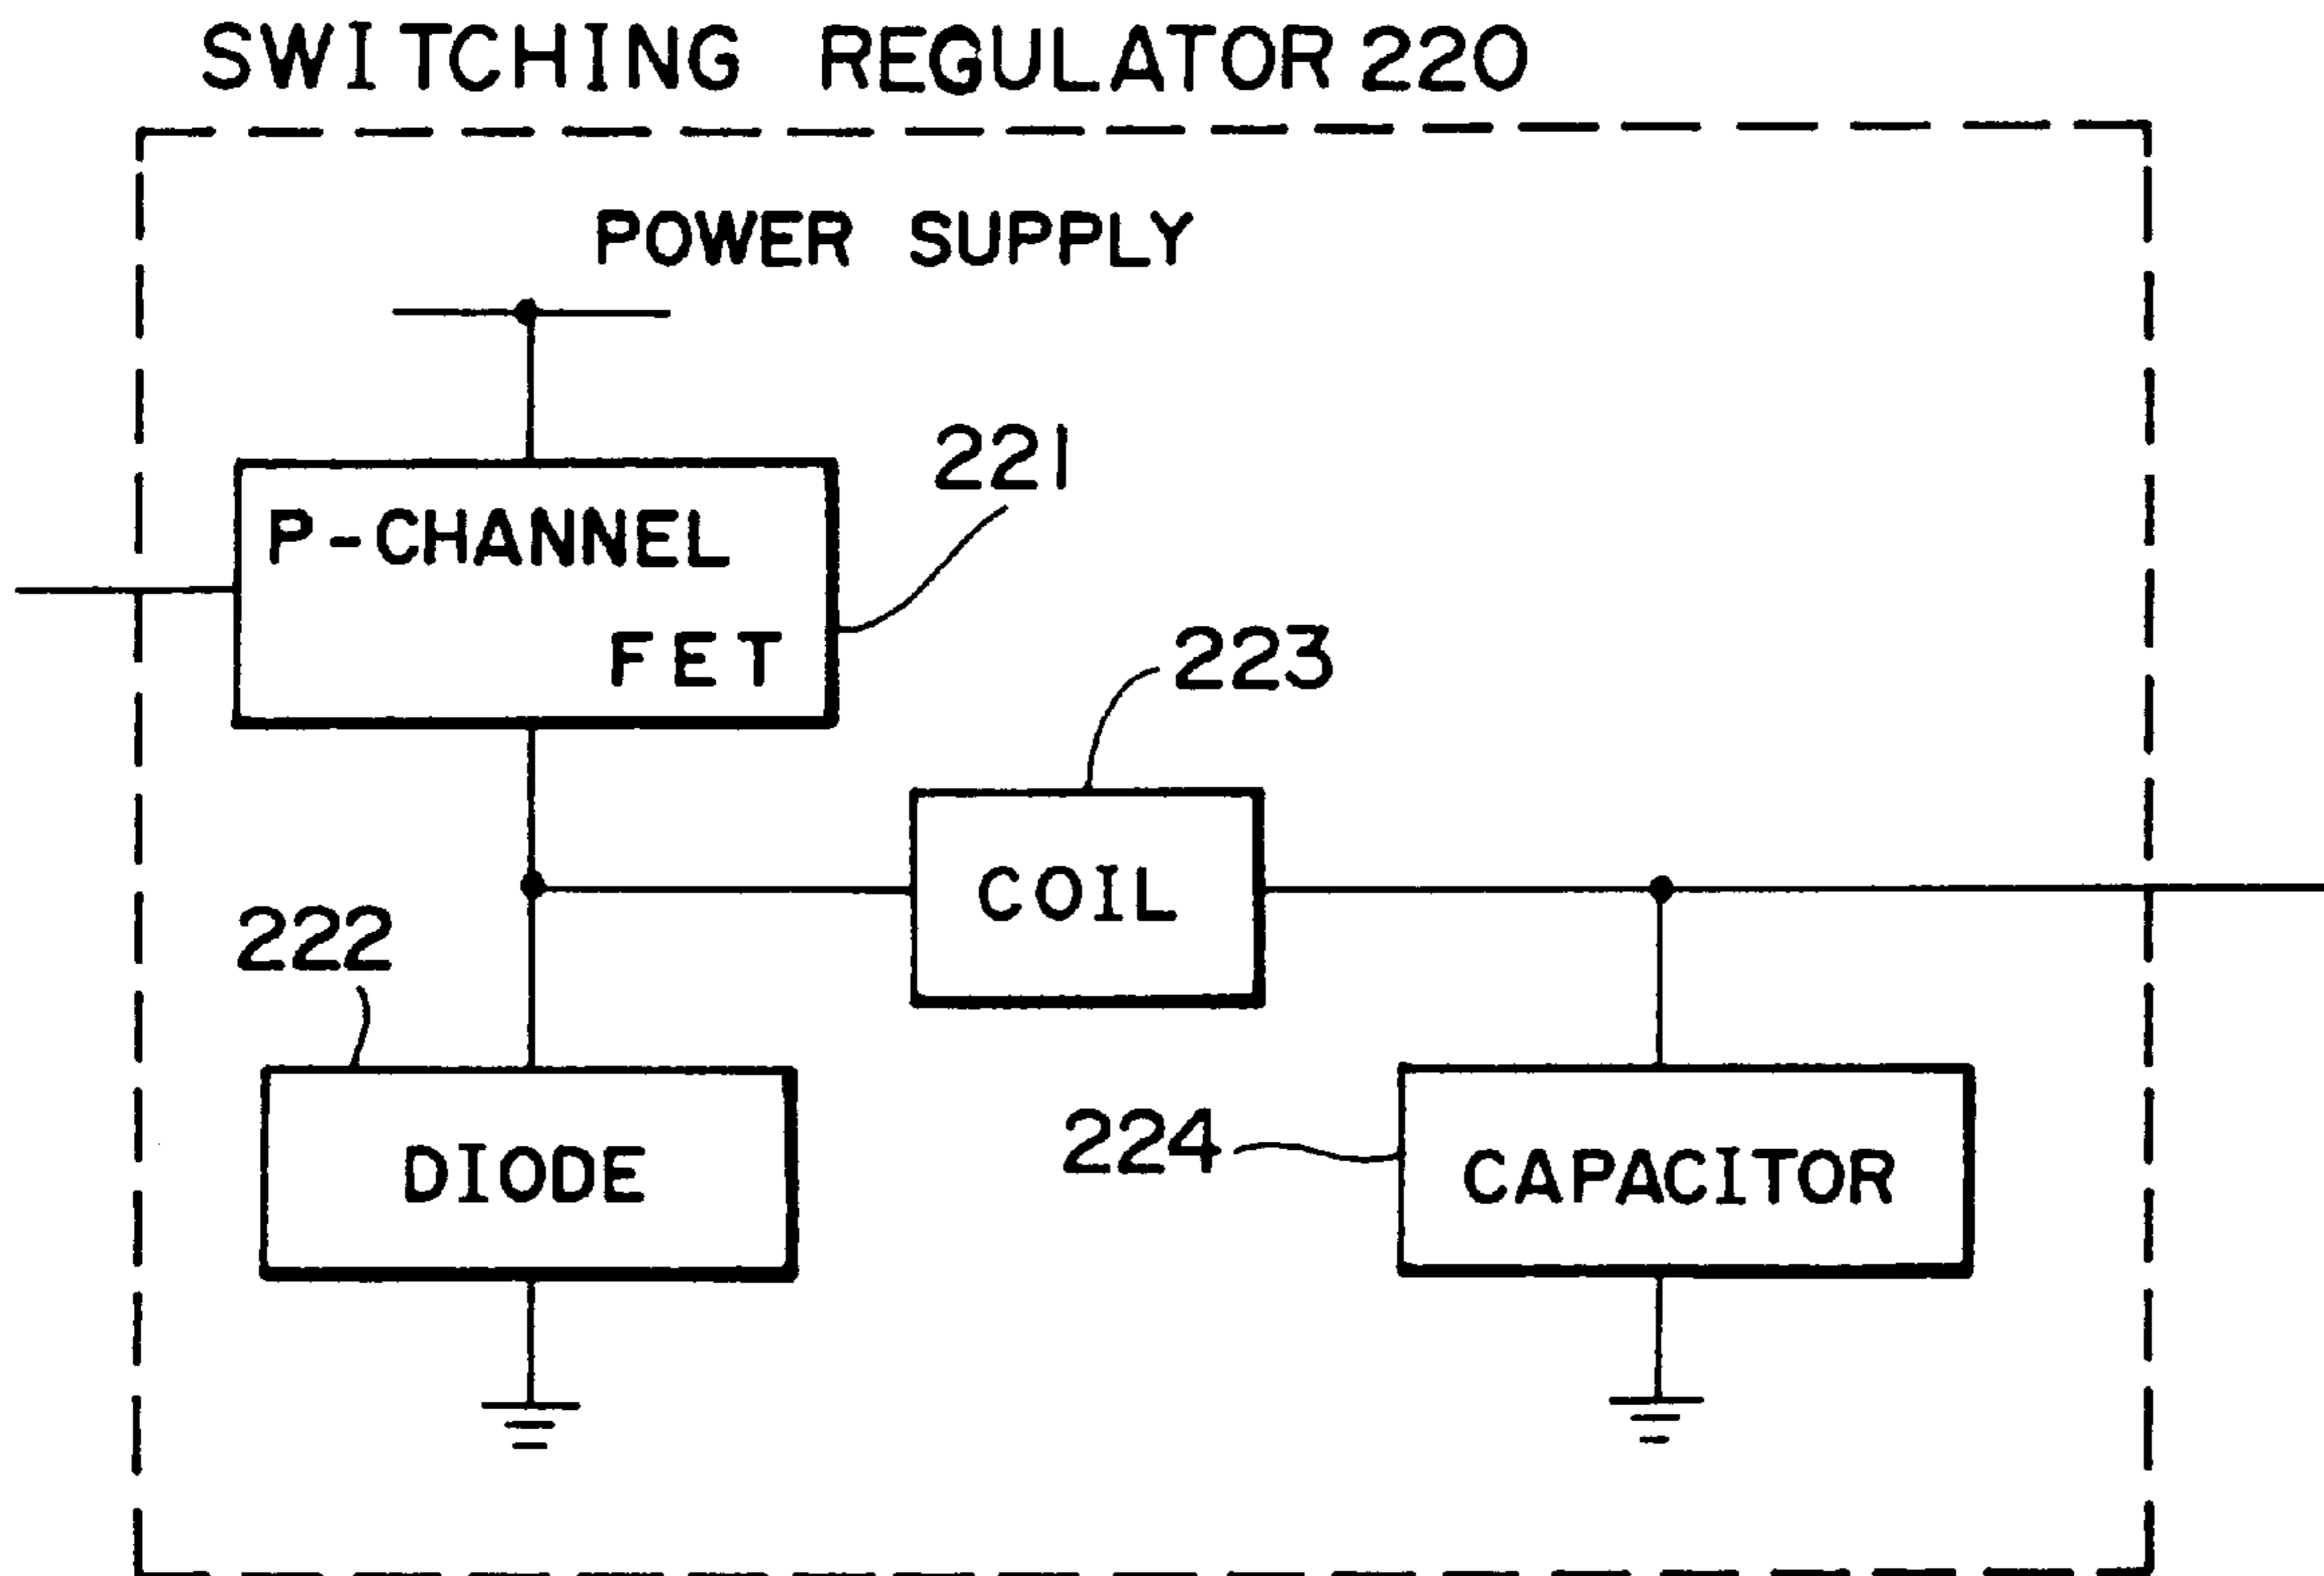 SWITCHING REGULATOR 220
POWER SUPPLY
221
P-CHANNEL
FET
223
COIL
222
224
DIODE
CAPACITOR